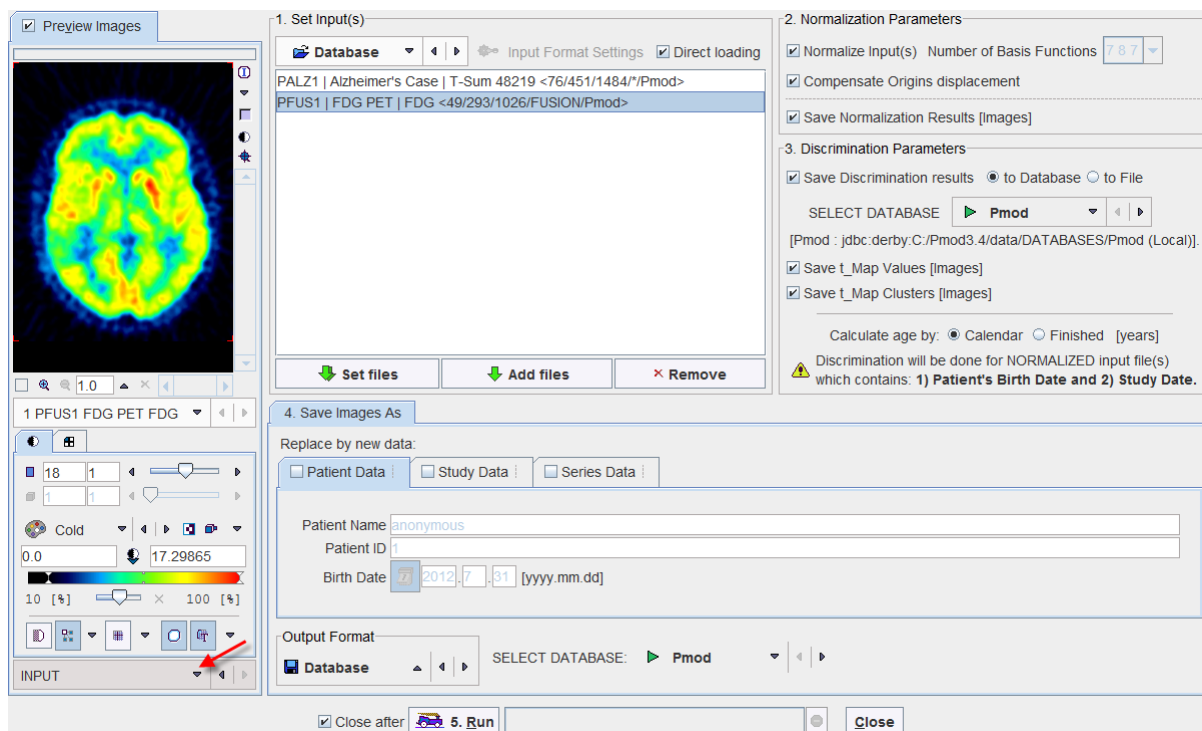 Preview Images
1.0
1 PFUS1 FDG PET FDG
18 1
1 1
Cold
0.0 17.29865
10 [%] 100 [%]
INPUT
1. Set Input(s)
Database Input Format Settings Direct loading
PALZ1 | Alzheimer's Case | T-Sum 48219 <76/451/1484/*/Pmod>
PFUS1 | FDG PET | FDG <49/293/1026/FUSION/Pmod>
Set files Add files Remove
2. Normalization Parameters
Normalize Input(s) Number of Basis Functions 7 8 7
Compensate Origins displacement
Save Normalization Results [Images]
3. Discrimination Parameters
Save Discrimination results to Database to File
SELECT DATABASE Pmod
[Pmod : jdbc:derby:C:/Pmod3.4/data/DATABASES/Pmod (Local)].
Save t_Map Values [Images]
Save t_Map Clusters [Images]
Calculate age by: Calendar Finished [years]
Discrimination will be done for NORMALIZED input file(s)
which contains: 1) Patient's Birth Date and 2) Study Date.
4. Save Images As
Replace by new data:
Patient Data Study Data Series Data
Patient Name anonymous
Patient ID 1
Birth Date 7 2012 . 7 . 31 [yyyy.mm.dd]
Output Format
Database SELECT DATABASE: Pmod
Close after 5. Run Close